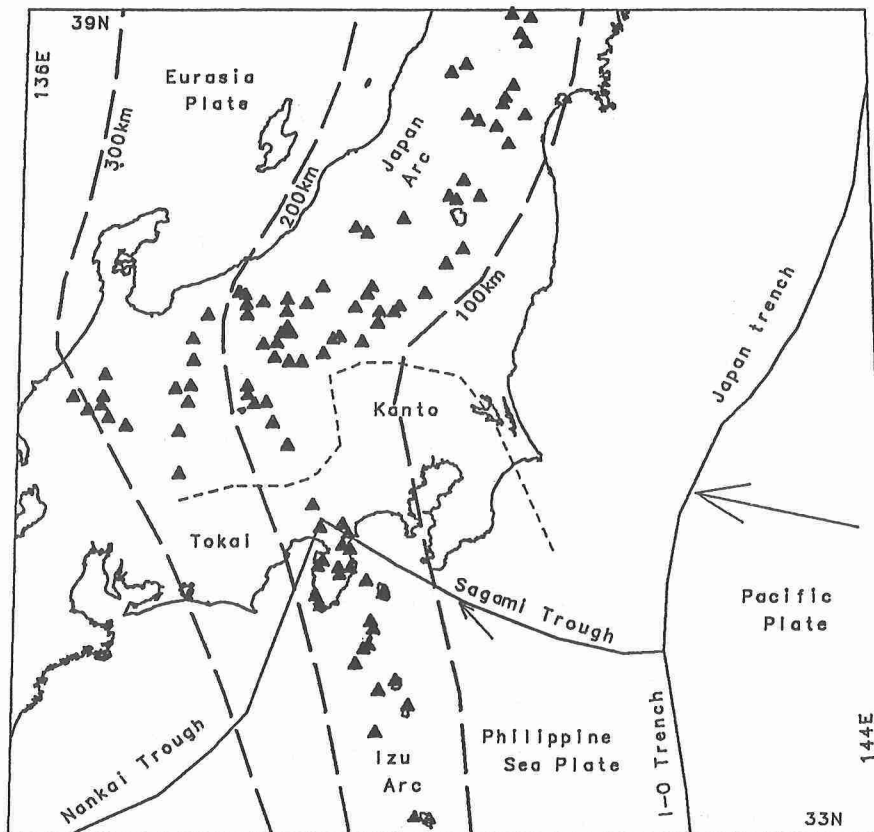 39N
136E
Eurasia
Plate
300km
200km
Japan
Arc
100km
Japan trench
Kanto
Tokai
Sagami Trough
Pacific
Plate
Nankai Trough
Izu
Arc
Philippine
Sea Plate
I-O Trench
144E
33N